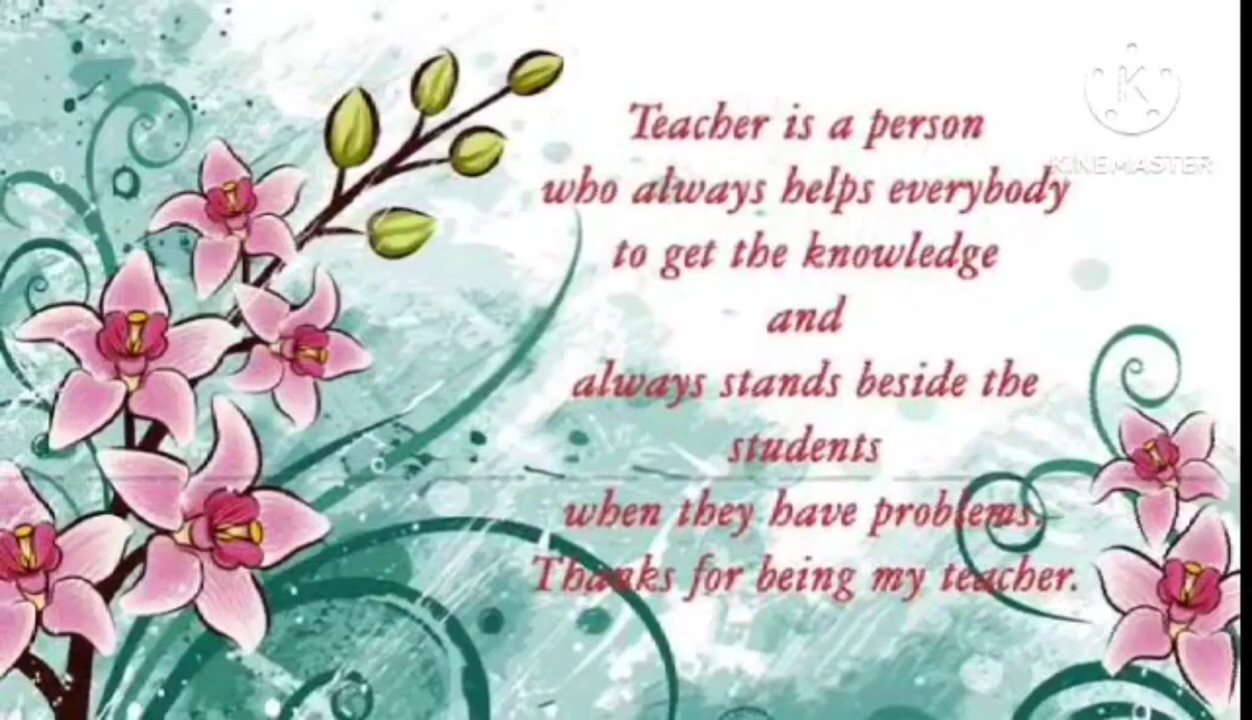 Teacher is a person
who always helps everybody
to get the knowledge
and
always stands beside the
students
when they have problems.
Thanks for being my teacher.
K
KINEMASTER